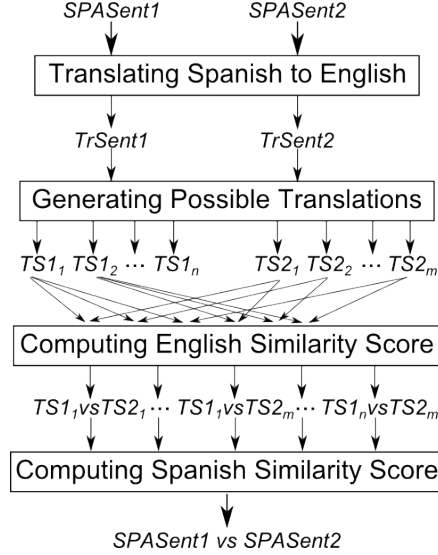 SPASent1 SPASent2
Translating Spanish to English
TrSent1 TrSent2
Generating Possible Translations
TS1₁ TS1₂ ... TS1ₙ TS2₁ TS2₂ ... TS2ₘ
Computing English Similarity Score
TS1₁vsTS2₁ ... TS1₁vsTS2ₘ ... TS1ₙvsTS2ₘ
Computing Spanish Similarity Score
SPASent1 vs SPASent2